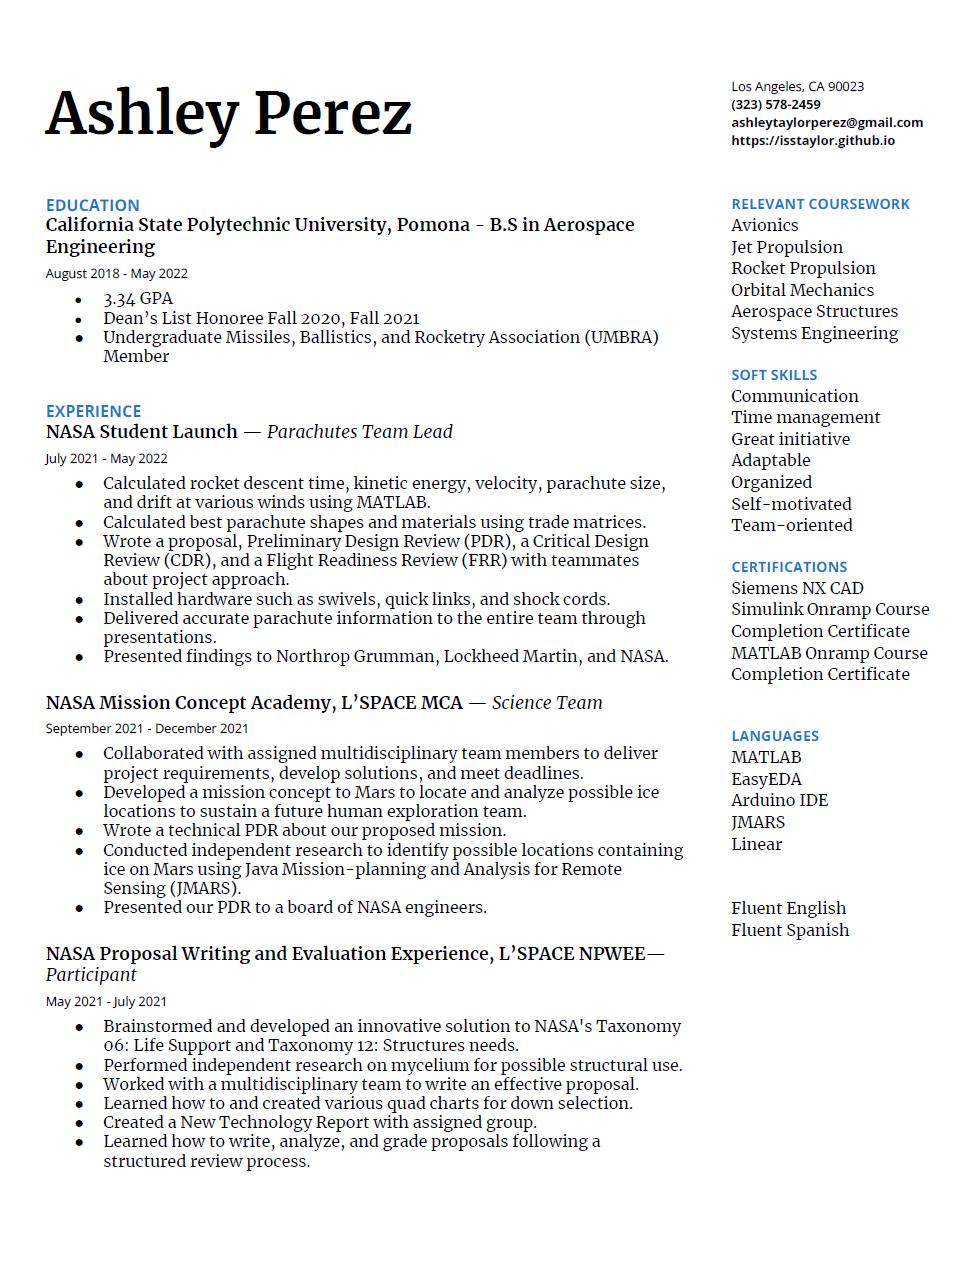 Ashley Perez
Los Angeles, CA 90023
(323) 578-2459
ashleytaylorperez@gmail.com
https://isstaylor.github.io
EDUCATION
California State Polytechnic University, Pomona - B.S in Aerospace
Engineering
August 2018 - May 2022
● 3.34 GPA
● Dean’s List Honoree Fall 2020, Fall 2021
● Undergraduate Missiles, Ballistics, and Rocketry Association (UMBRA)
Member
EXPERIENCE
NASA Student Launch — Parachutes Team Lead
July 2021 - May 2022
● Calculated rocket descent time, kinetic energy, velocity, parachute size,
and drift at various winds using MATLAB.
● Calculated best parachute shapes and materials using trade matrices.
● Wrote a proposal, Preliminary Design Review (PDR), a Critical Design
Review (CDR), and a Flight Readiness Review (FRR) with teammates
about project approach.
● Installed hardware such as swivels, quick links, and shock cords.
● Delivered accurate parachute information to the entire team through
presentations.
● Presented findings to Northrop Grumman, Lockheed Martin, and NASA.
NASA Mission Concept Academy, L’SPACE MCA — Science Team
September 2021 - December 2021
● Collaborated with assigned multidisciplinary team members to deliver
project requirements, develop solutions, and meet deadlines.
● Developed a mission concept to Mars to locate and analyze possible ice
locations to sustain a future human exploration team.
● Wrote a technical PDR about our proposed mission.
● Conducted independent research to identify possible locations containing
ice on Mars using Java Mission-planning and Analysis for Remote
Sensing (JMARS).
● Presented our PDR to a board of NASA engineers.
NASA Proposal Writing and Evaluation Experience, L’SPACE NPWEE—
Participant
May 2021 - July 2021
● Brainstormed and developed an innovative solution to NASA's Taxonomy
06: Life Support and Taxonomy 12: Structures needs.
● Performed independent research on mycelium for possible structural use.
● Worked with a multidisciplinary team to write an effective proposal.
● Learned how to and created various quad charts for down selection.
● Created a New Technology Report with assigned group.
● Learned how to write, analyze, and grade proposals following a
structured review process.
RELEVANT COURSEWORK
Avionics
Jet Propulsion
Rocket Propulsion
Orbital Mechanics
Aerospace Structures
Systems Engineering
SOFT SKILLS
Communication
Time management
Great initiative
Adaptable
Organized
Self-motivated
Team-oriented
CERTIFICATIONS
Siemens NX CAD
Simulink Onramp Course
Completion Certificate
MATLAB Onramp Course
Completion Certificate
LANGUAGES
MATLAB
EasyEDA
Arduino IDE
JMARS
Linear
Fluent English
Fluent Spanish